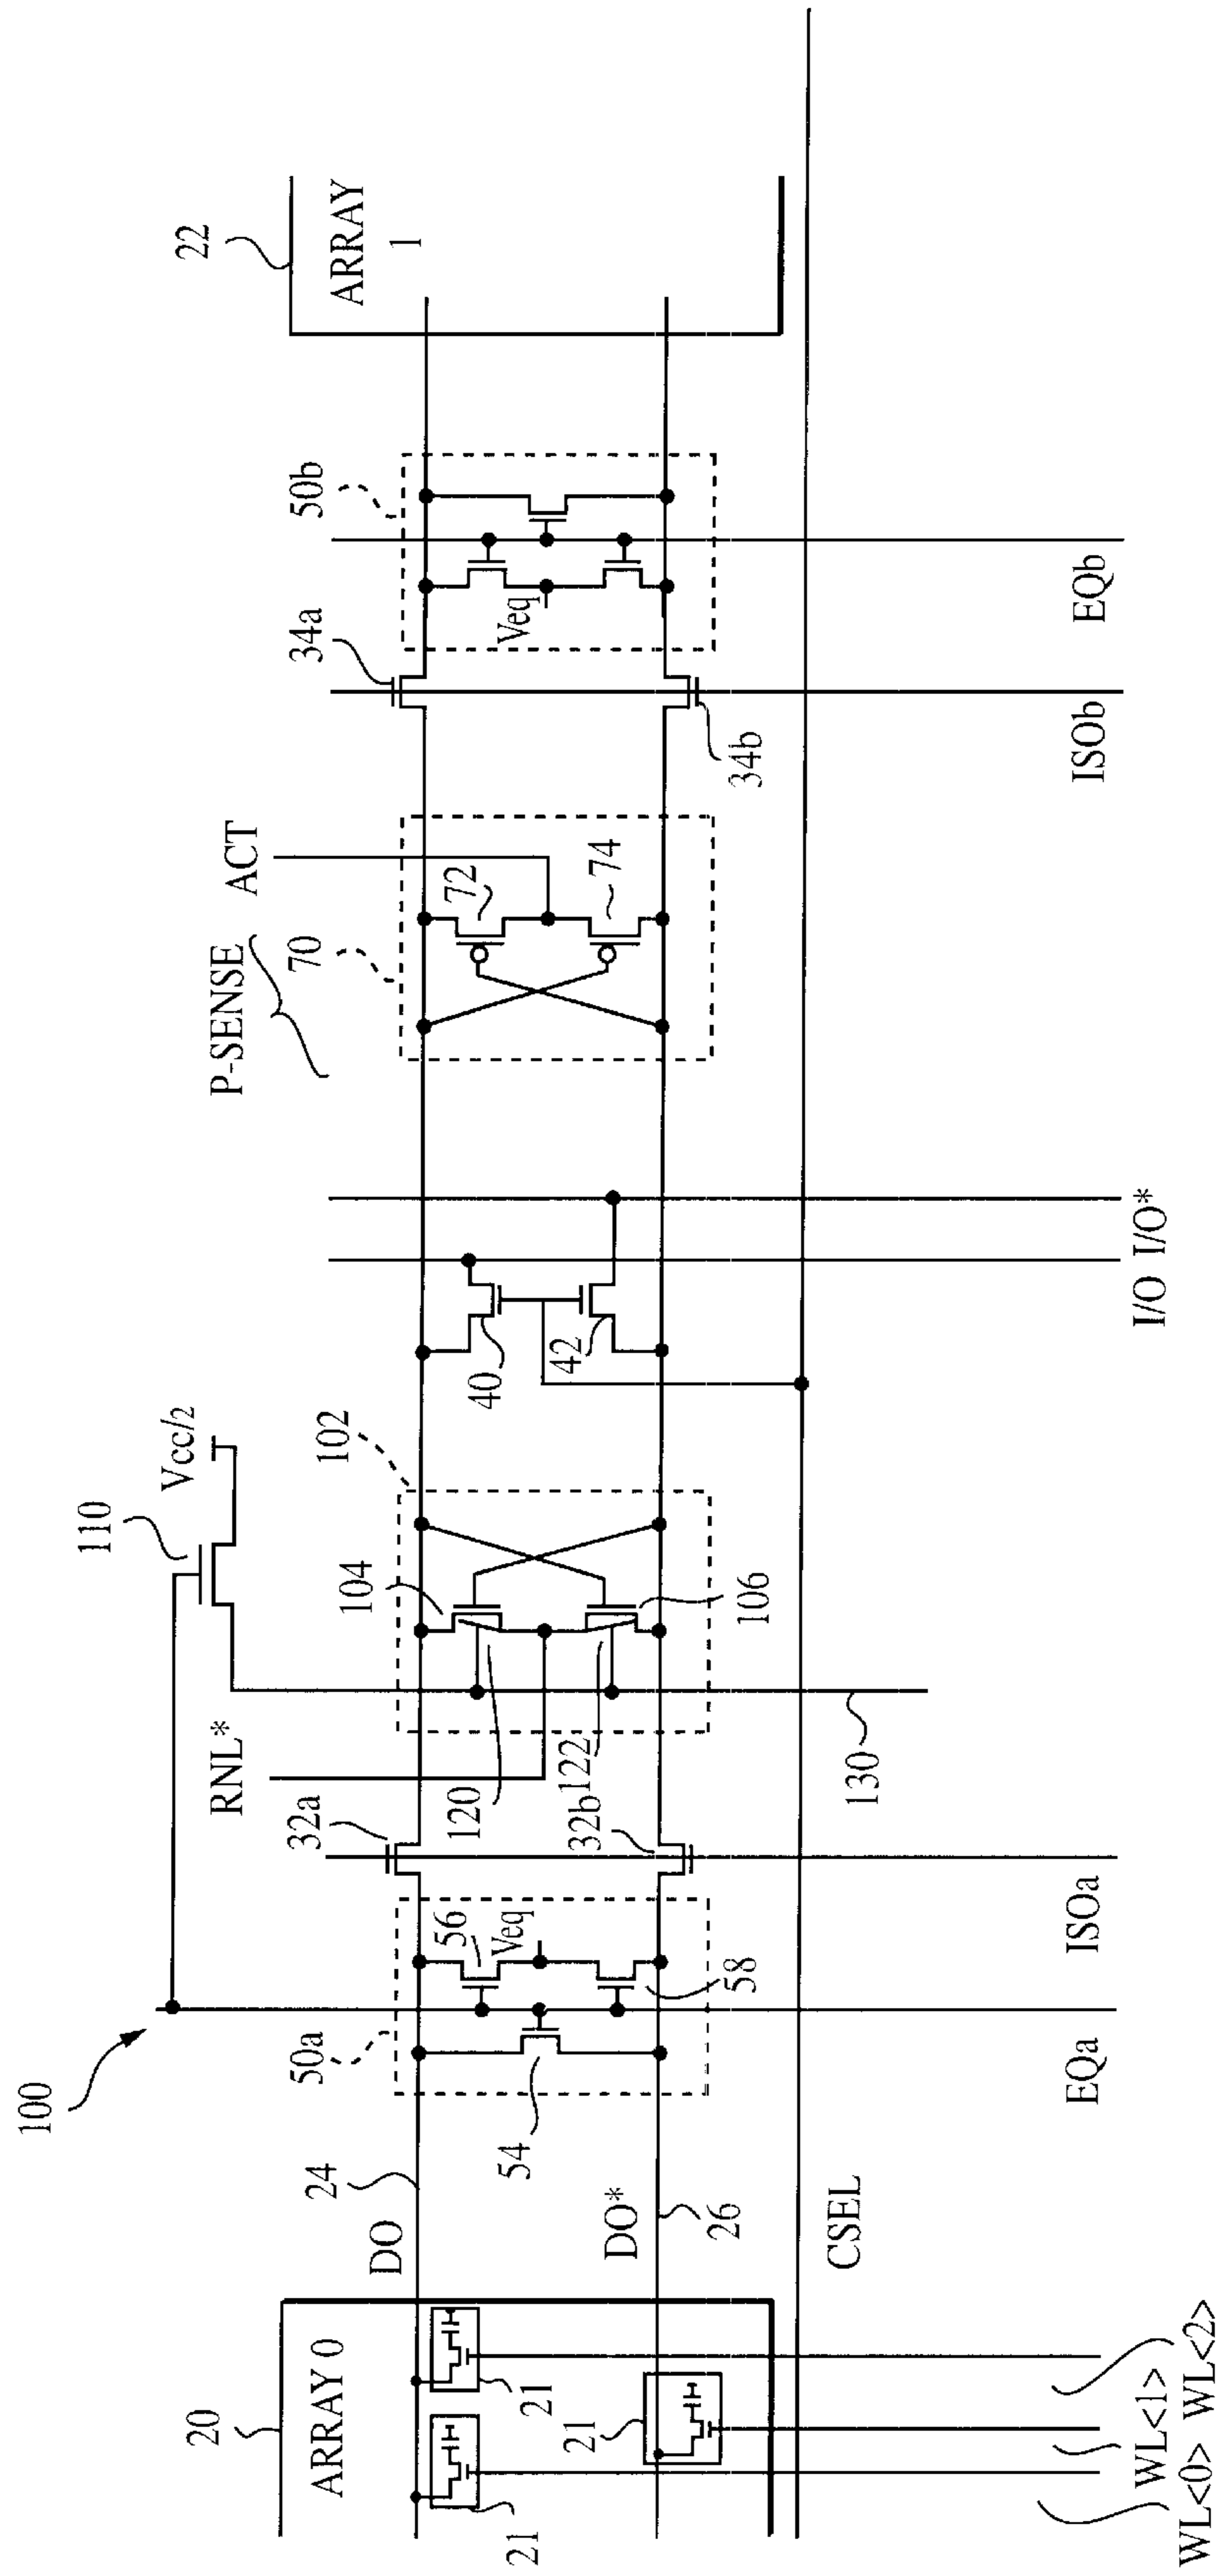 100
110
Vcc/2
RNL*
P-SENSE
ACT
22
20
ARRAY 0
DO
24
50a
32a
120
104
102
40
70
72
34a
50b
ARRAY
1
56
Veq
54
58
32b
122
106
42
74
Veq
34b
21
21
21
DO*
26
130
CSEL
WL<0>
WL<1>
WL<2>
EQa
ISOa
I/O
I/O*
ISOb
EQb